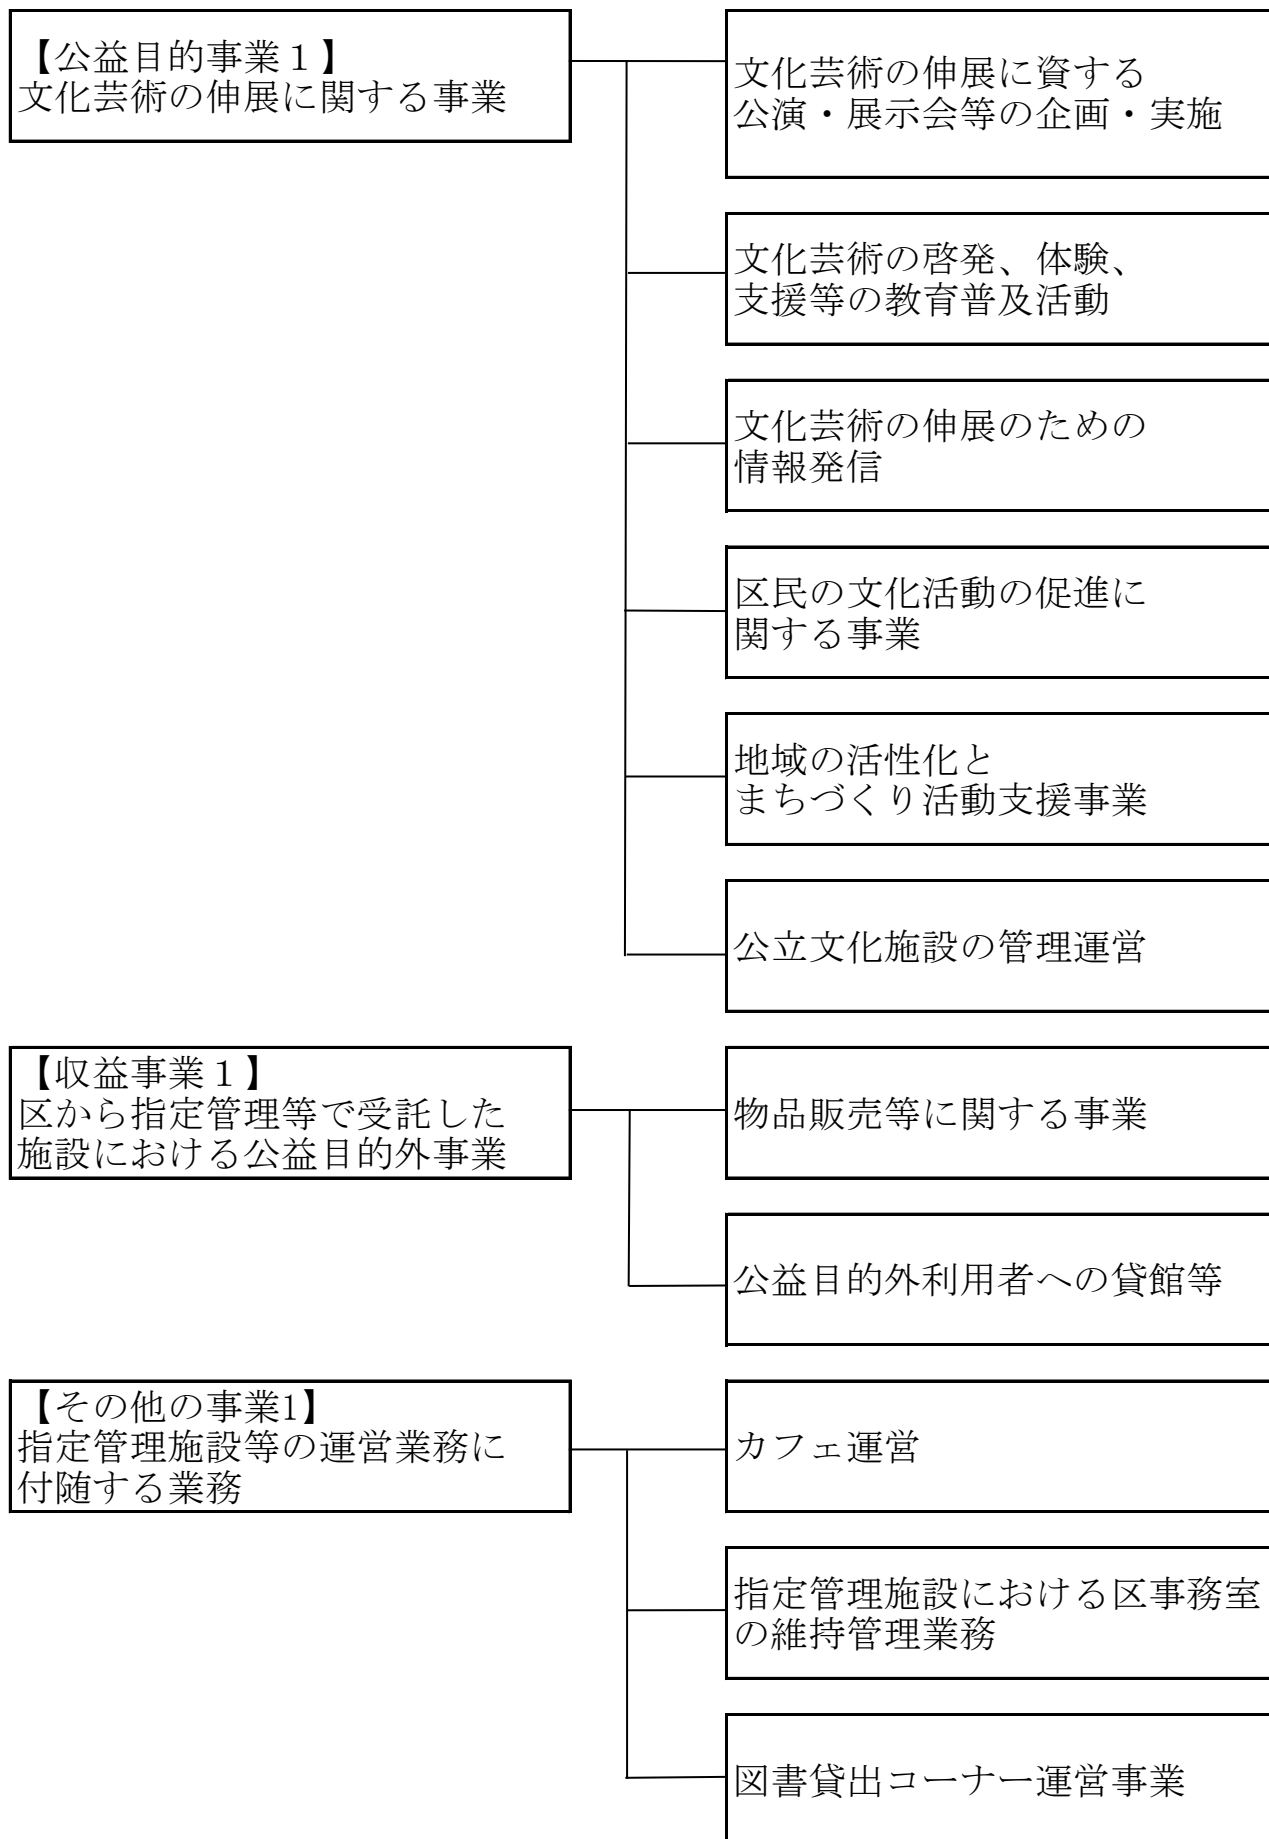 【公益目的事業１】
文化芸術の伸展に関する事業
文化芸術の伸展に資する
公演・展示会等の企画・実施
文化芸術の啓発、体験、
支援等の教育普及活動
文化芸術の伸展のための
情報発信
区民の文化活動の促進に
関する事業
地域の活性化と
まちづくり活動支援事業
公立文化施設の管理運営
【収益事業１】
区から指定管理等で受託した
施設における公益目的外事業
物品販売等に関する事業
公益目的外利用者への貸館等
【その他の事業1】
指定管理施設等の運営業務に
付随する業務
カフェ運営
指定管理施設における区事務室
の維持管理業務
図書貸出コーナー運営事業